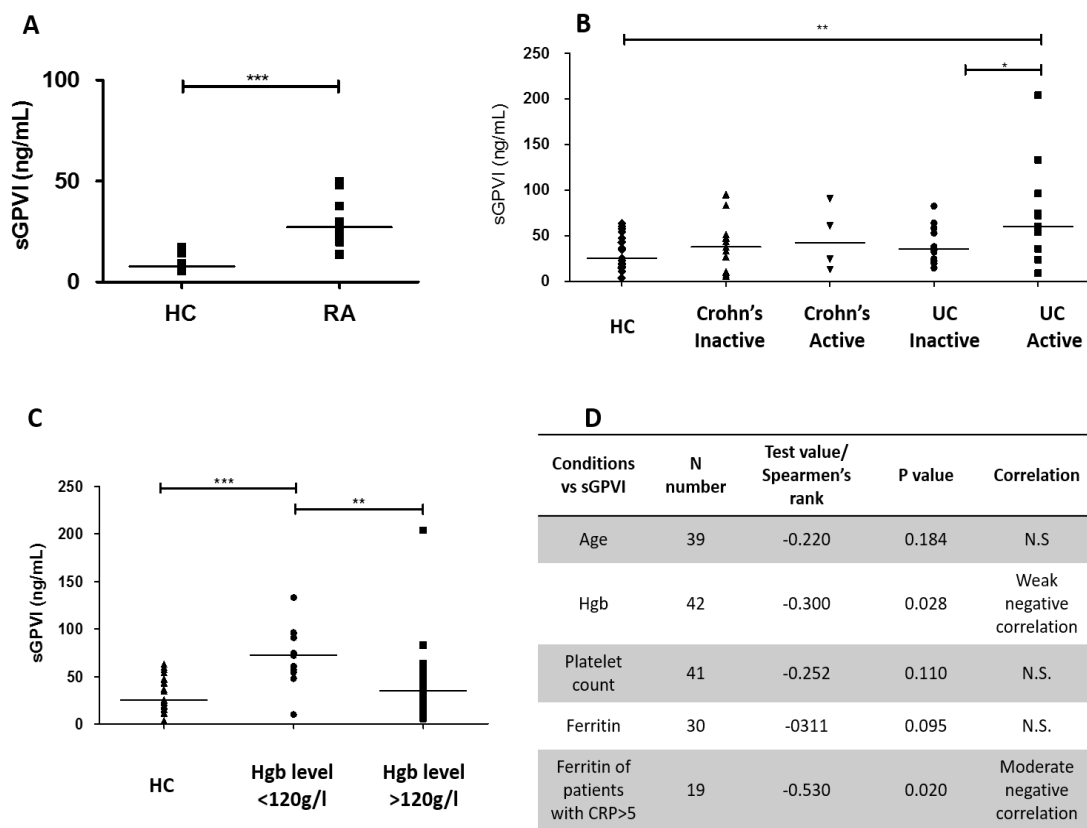 A
***
100
50
0
sGPVI (ng/mL)
HC
RA
B
**
*
250
200
150
100
50
0
sGPVI (ng/mL)
HC
Crohn's
Inactive
Crohn's
Active
UC
Inactive
UC
Active
C
***
**
250
200
150
100
50
0
sGPVI (ng/mL)
HC
Hgb level
<120g/l
Hgb level
>120g/l
D
Conditions
vs sGPVI
N
number
Test value/
Spearmen's
rank
P value
Correlation
Age
39
-0.220
0.184
N.S
Hgb
42
-0.300
0.028
Weak
negative
correlation
Platelet
count
41
-0.252
0.110
N.S.
Ferritin
30
-0311
0.095
N.S.
Ferritin of
patients
with CRP>5
19
-0.530
0.020
Moderate
negative
correlation